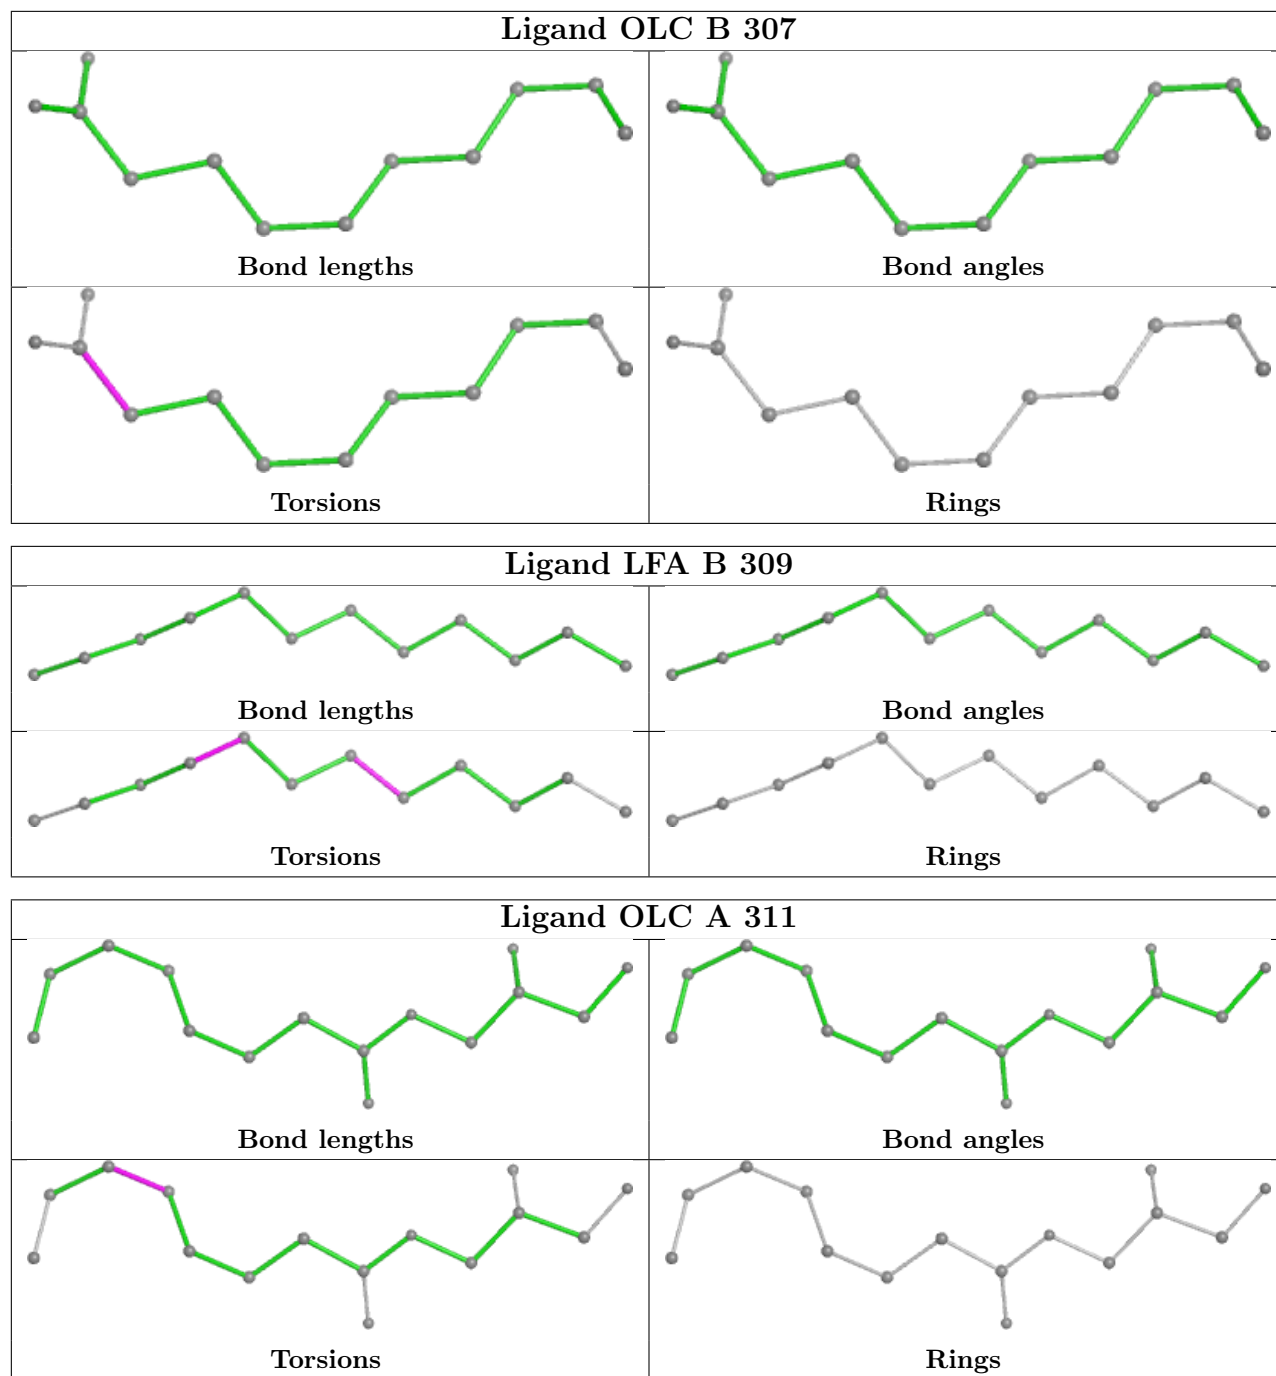 Ligand OLC B 307
Bond lengths
Bond angles
Torsions
Rings
Ligand LFA B 309
Bond lengths
Bond angles
Torsions
Rings
Ligand OLC A 311
Bond lengths
Bond angles
Torsions
Rings